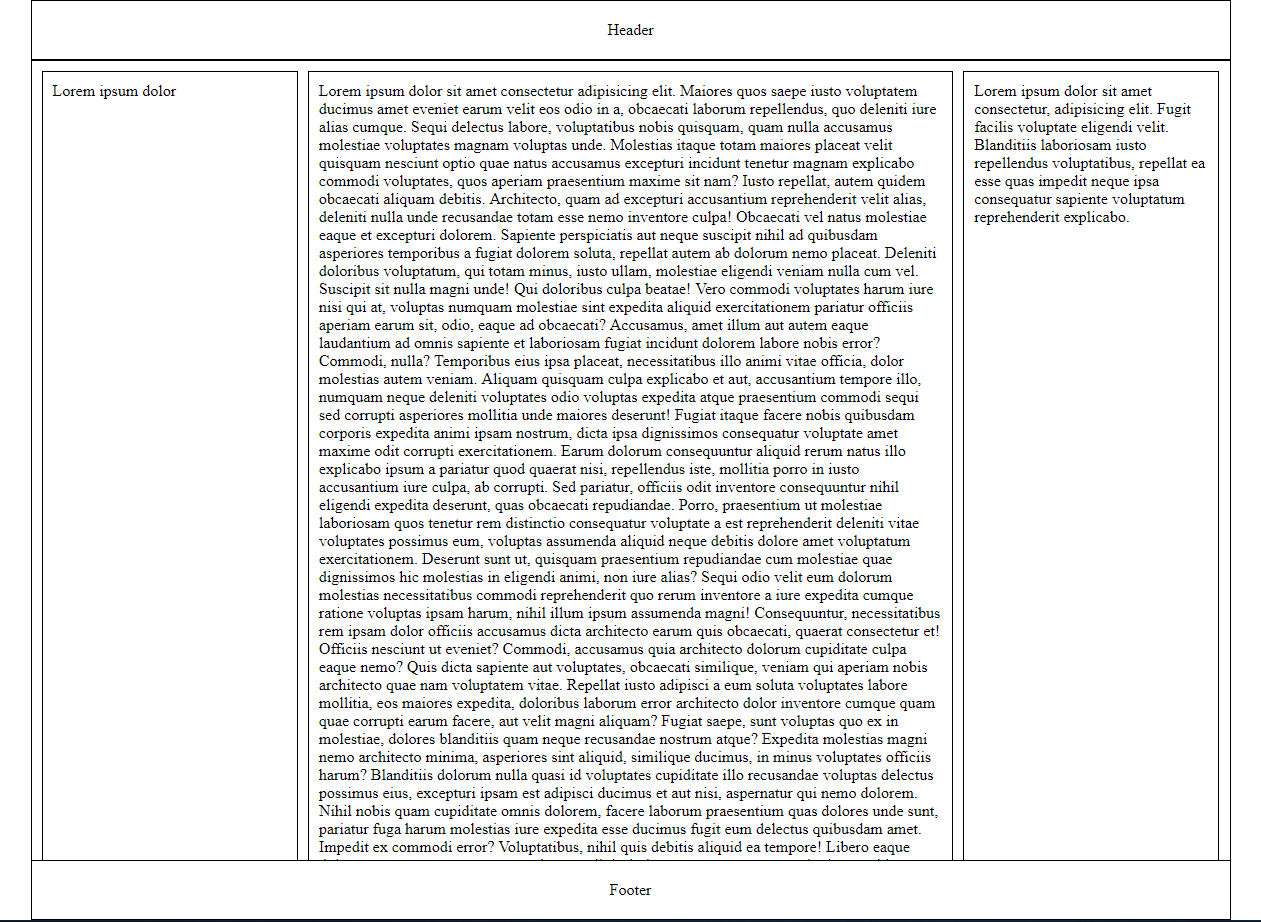 Header
Lorem ipsum dolor
Lorem ipsum dolor sit amet consectetur adipisicing elit. Maiores quos saepe iusto voluptatem
ducimus amet eveniet earum velit eos odio in a, obcaecati laborum repellendus, quo deleniti iure
alias cumque. Sequi delectus labore, voluptatibus nobis quisquam, quam nulla accusamus
molestiae voluptates magnam voluptas unde. Molestias itaque totam maiores placeat velit
quisquam nesciunt optio quae natus accusamus excepturi incidunt tenetur magnam explicabo
commodi voluptates, quos aperiam praesentium maxime sit nam? Iusto repellat, autem quidem
obcaecati aliquam debitis. Architecto, quam ad excepturi accusantium reprehenderit velit alias,
deleniti nulla unde recusandae totam esse nemo inventore culpa! Obcaecati vel natus molestiae
eaque et excepturi dolorem. Sapiente perspiciatis aut neque suscipit nihil ad quibusdam
asperiores temporibus a fugiat dolorem soluta, repellat autem ab dolorum nemo placeat. Deleniti
doloribus voluptatum, qui totam minus, iusto ullam, molestiae eligendi veniam nulla cum vel.
Suscipit sit nulla magni unde! Qui doloribus culpa beatae! Vero commodi voluptates harum iure
nisi qui at, voluptas numquam molestiae sint expedita aliquid exercitationem pariatur officiis
aperiam earum sit, odio, eaque ad obcaecati? Accusamus, amet illum aut autem eaque
laudantium ad omnis sapiente et laboriosam fugiat incidunt dolorem labore nobis error?
Commodi, nulla? Temporibus eius ipsa placeat, necessitatibus illo animi vitae officia, dolor
molestias autem veniam. Aliquam quisquam culpa explicabo et aut, accusantium tempore illo,
numquam neque deleniti voluptates odio voluptas expedita atque praesentium commodi sequi
sed corrupti asperiores mollitia unde maiores deserunt! Fugiat itaque facere nobis quibusdam
corporis expedita animi ipsam nostrum, dicta ipsa dignissimos consequatur voluptate amet
maxime odit corrupti exercitationem. Earum dolorum consequuntur aliquid rerum natus illo
explicabo ipsum a pariatur quod quaerat nisi, repellendus iste, mollitia porro in iusto
accusantium iure culpa, ab corrupti. Sed pariatur, officiis odit inventore consequuntur nihil
eligendi expedita deserunt, quas obcaecati repudiandae. Porro, praesentium ut molestiae
laboriosam quos tenetur rem distinctio consequatur voluptate a est reprehenderit deleniti vitae
voluptates possimus eum, voluptas assumenda aliquid neque debitis dolore amet voluptatum
exercitationem. Deserunt sunt ut, quisquam praesentium repudiandae cum molestiae quae
dignissimos hic molestias in eligendi animi, non iure alias? Sequi odio velit eum dolorum
molestias necessitatibus commodi reprehenderit quo rerum inventore a iure expedita cumque
ratione voluptas ipsam harum, nihil illum ipsum assumenda magni! Consequuntur, necessitatibus
rem ipsam dolor officiis accusamus dicta architecto earum quis obcaecati, quaerat consectetur et!
Officiis nesciunt ut eveniet? Commodi, accusamus quia architecto dolorum cupiditate culpa
eaque nemo? Quis dicta sapiente aut voluptates, obcaecati similique, veniam qui aperiam nobis
architecto quae nam voluptatem vitae. Repellat iusto adipisci a eum soluta voluptates labore
mollitia, eos maiores expedita, doloribus laborum error architecto dolor inventore cumque quam
quae corrupti earum facere, aut velit magni aliquam? Fugiat saepe, sunt voluptas quo ex in
molestiae, dolores blanditiis quam neque recusandae nostrum atque? Expedita molestias magni
nemo architecto minima, asperiores sint aliquid, similique ducimus, in minus voluptates officiis
harum? Blanditiis dolorum nulla quasi id voluptates cupiditate illo recusandae voluptas delectus
possimus eius, excepturi ipsam est adipisci ducimus et aut nisi, aspernatur qui nemo dolorem.
Nihil nobis quam cupiditate omnis dolorem, facere laborum praesentium quas dolores unde sunt,
pariatur fuga harum molestias iure expedita esse ducimus fugit eum delectus quibusdam amet.
Impedit ex commodi error? Voluptatibus, nihil quis debitis aliquid ea tempore! Libero eaque
Lorem ipsum dolor sit amet
consectetur, adipisicing elit. Fugit
facilis voluptate eligendi velit.
Blanditiis laboriosam iusto
repellendus voluptatibus, repellat ea
esse quas impedit neque ipsa
consequatur sapiente voluptatum
reprehenderit explicabo.
Footer